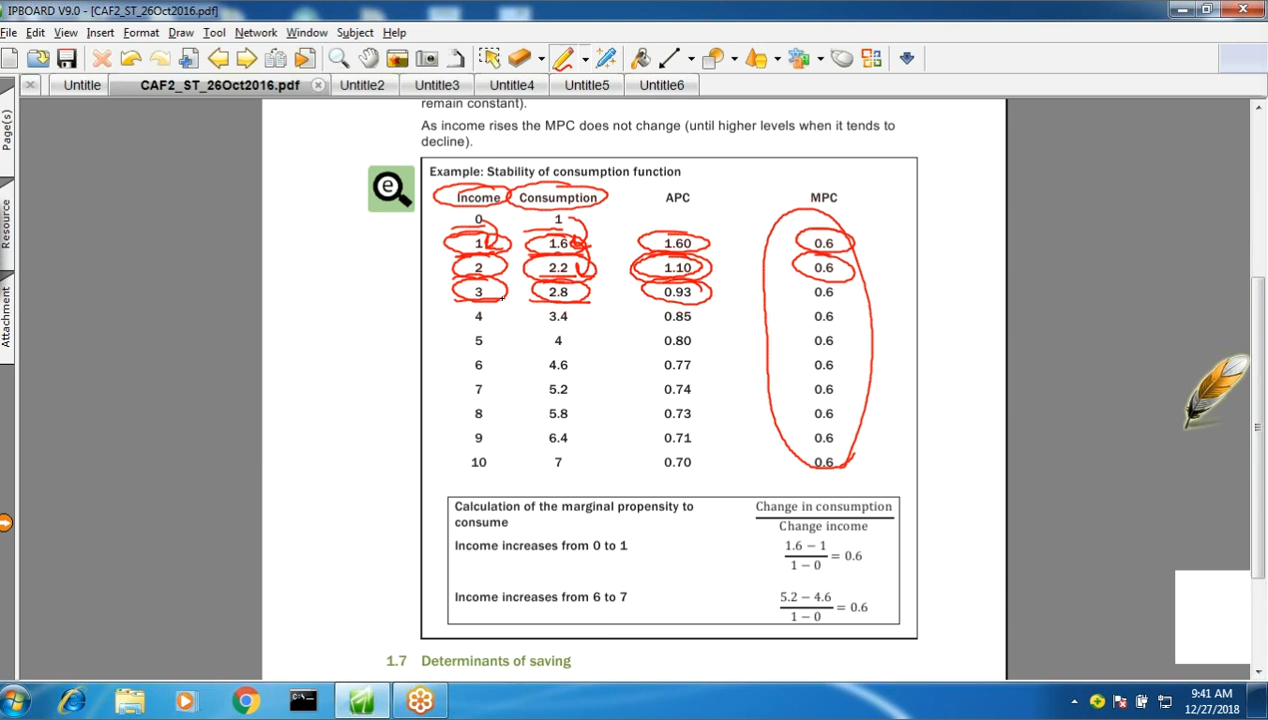 IPBOARD V9.0 - [CAF2_ST_26Oct2016.pdf]
File Edit View Insert Format Draw Tool Network Window Subject Help
Untitle CAF2_ST_26Oct2016.pdf Untitle2 Untitle3 Untitle4 Untitle5 Untitle6
Page(s)
Resource
Attachment
remain constant).
As income rises the MPC does not change (until higher levels when it tends to
decline).
e
Example: Stability of consumption function
Income Consumption APC MPC
0 1
1 1.6 1.60 0.6
2 2.2 1.10 0.6
3 2.8 0.93 0.6
4 3.4 0.85 0.6
5 4 0.80 0.6
6 4.6 0.77 0.6
7 5.2 0.74 0.6
8 5.8 0.73 0.6
9 6.4 0.71 0.6
10 7 0.70 0.6
Calculation of the marginal propensity to
consume
Change in consumption
Change income
Income increases from 0 to 1
1.6 − 1
1 − 0
= 0.6
Income increases from 6 to 7
5.2 − 4.6
1 − 0
= 0.6
1.7 Determinants of saving
9:41 AM
12/27/2018